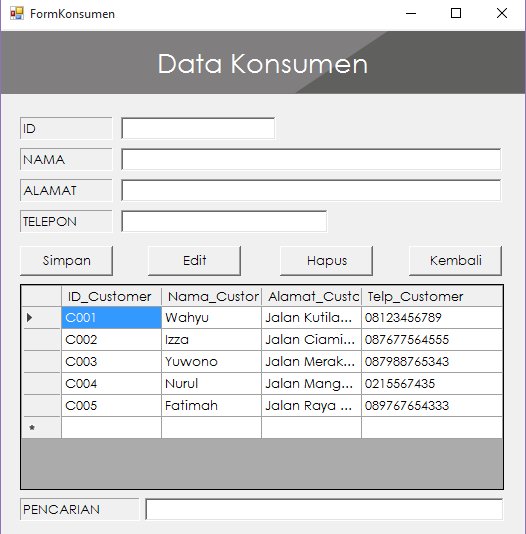 FormKonsumen
Data Konsumen
ID
NAMA
ALAMAT
TELEPON
Simpan Edit Hapus Kembali
ID_Customer Nama_Custor Alamat_Custc Telp_Customer
C001 Wahyu Jalan Kutila... 08123456789
C002 Izza Jalan Ciami... 087677564555
C003 Yuwono Jalan Merak... 087988765343
C004 Nurul Jalan Mang... 0215567435
C005 Fatimah Jalan Raya ... 089767654333
*
PENCARIAN